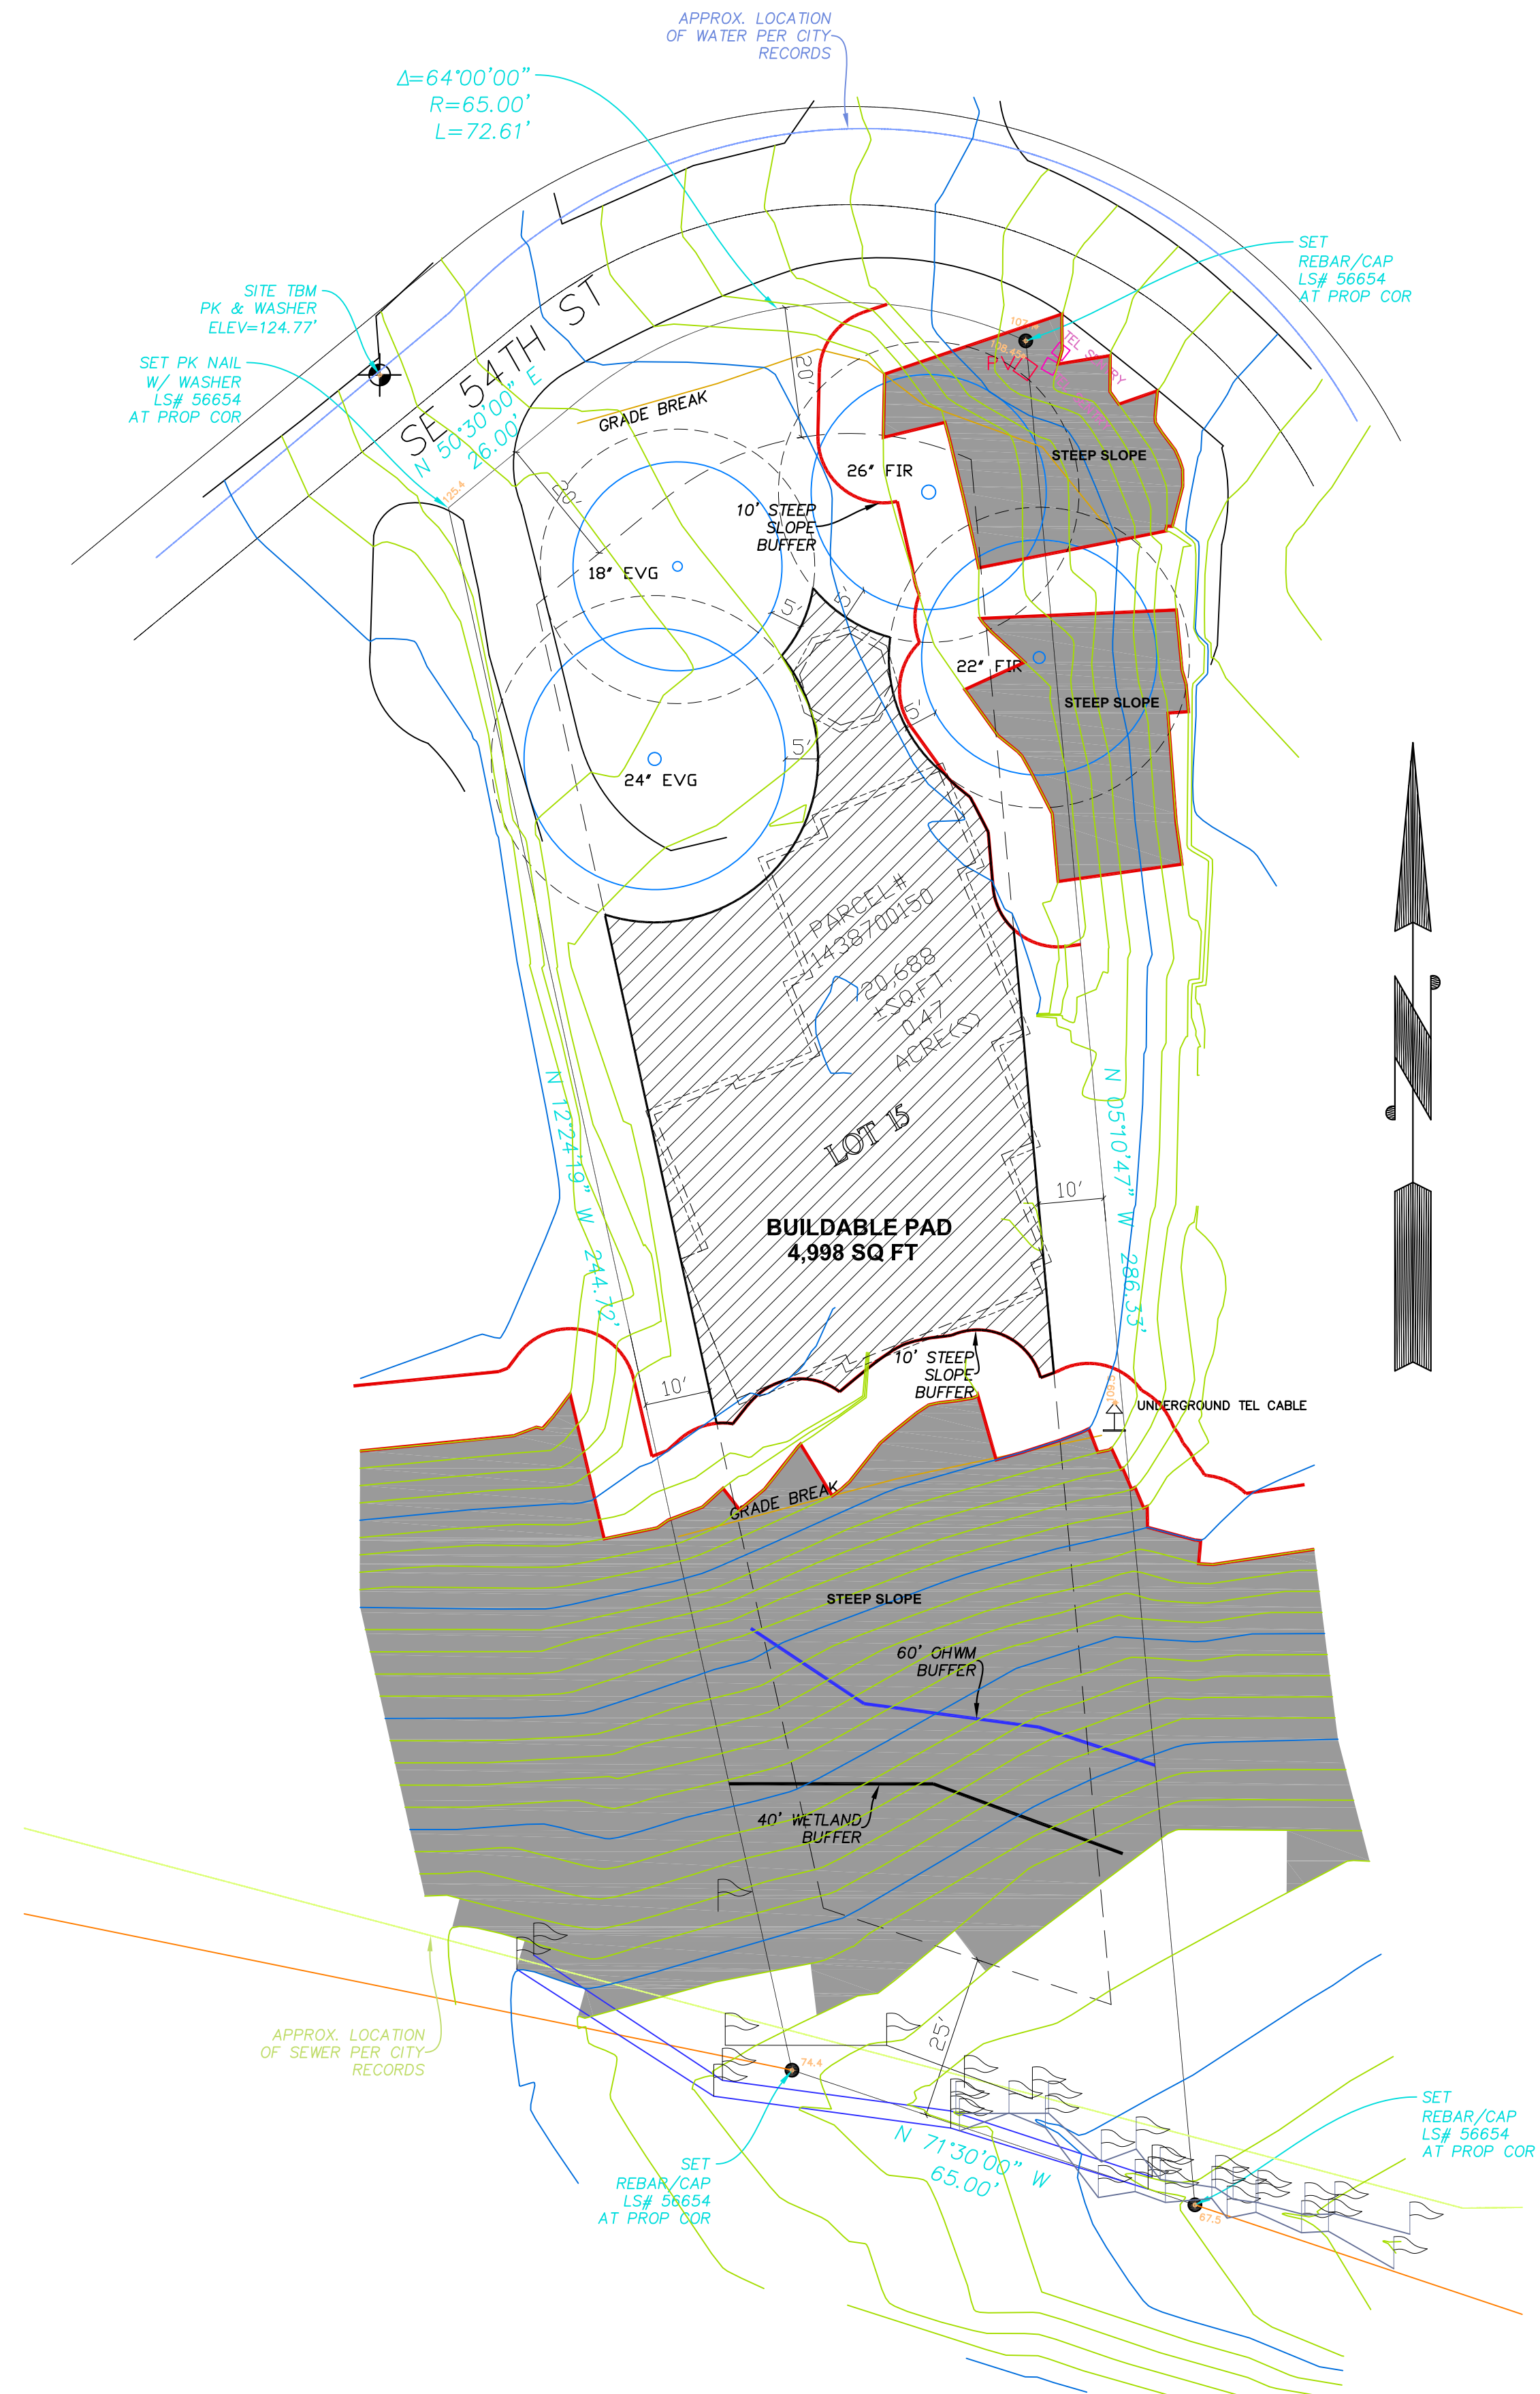 APPROX. LOCATION
OF WATER PER CITY
RECORDS
Δ=64°00'00"
R=65.00'
L=72.61'
SET
REBAR/CAP
LS# 56654
AT PROP COR
SITE TBM
PK & WASHER
ELEV=124.77'
SET PK NAIL
W/ WASHER
LS# 56654
AT PROP COR
SE 54TH ST
N 50°30'00" E
26.00'
125.4
GRADE BREAK
20'
20'
TEL SENTRY
STEEP SLOPE
26" FIR
10' STEEP
SLOPE
BUFFER
18" EVG
5'
5'
22" FIR
STEEP SLOPE
5'
5'
24" EVG
PARCEL#
1438700150
20,688
±SQ.FT.
0.47
ACRE(S)
LOT 15
N 12°24'19" W 244.72'
N 05°10'47" W 286.33'
10'
BUILDABLE PAD
4,998 SQ FT
10' STEEP
SLOPE
BUFFER
10'
UNDERGROUND TEL CABLE
GRADE BREAK
STEEP SLOPE
60' OHWM
BUFFER
40' WETLAND
BUFFER
APPROX. LOCATION
OF SEWER PER CITY
RECORDS
25'
74.4
N 71°30'00" W
65.00'
SET
REBAR/CAP
LS# 56654
AT PROP COR
SET
REBAR/CAP
LS# 56654
AT PROP COR
67.5